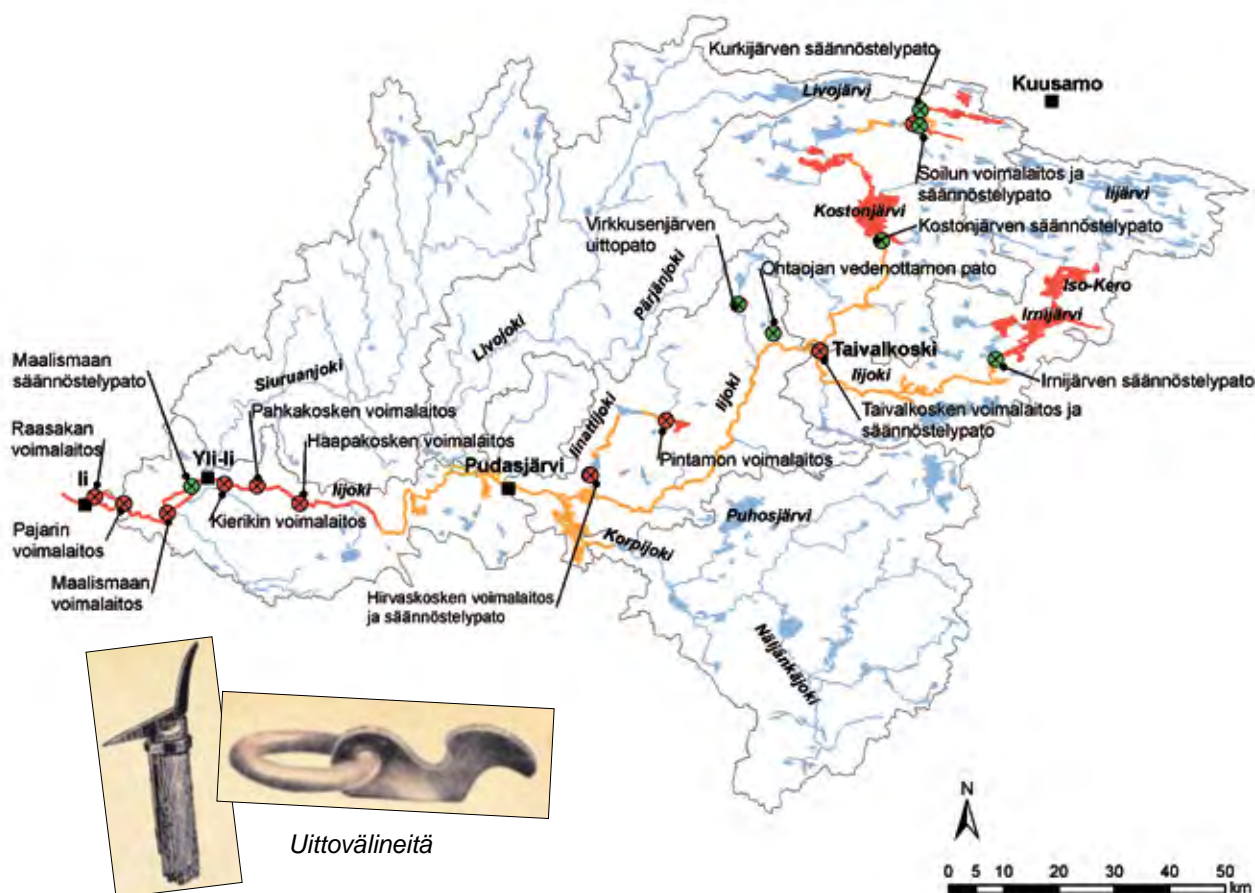 Kurkijärven säännöstelypato
Kuusamo
Livojärvi
Soilun voimalaitos ja
säännöstelypato
Iijärvi
Kostonjärvi
Kostonjärven säännöstelypato
Virkkusenjärven
uittopato
Ohtaojan vedenottamon pato
Pärjänjoki
Iso-Kero
Irnijärvi
Livojoki
Taivalkoski
Iijoki
Iijoki
Irnijärven säännöstelypato
Maalismaan
säännöstelypato
Siuruanjoki
Pahkakosken voimalaitos
Taivalkosken voimalaitos ja
säännöstelypato
Raasakan
voimalaitos
Haapakosken voimalaitos
Iinattijoki
Pintamon voimalaitos
Yli-Ii
Pudasjärvi
Ii
Iijoki
Kierikin voimalaitos
Puhosjärvi
Pajarin
voimalaitos
Korpijoki
Maalismaan
voimalaitos
Hirvaskosken voimalaitos
ja säännöstelypato
Näljänkäjoki
Uittovälineitä
N
0 5 10 20 30 40 50
km